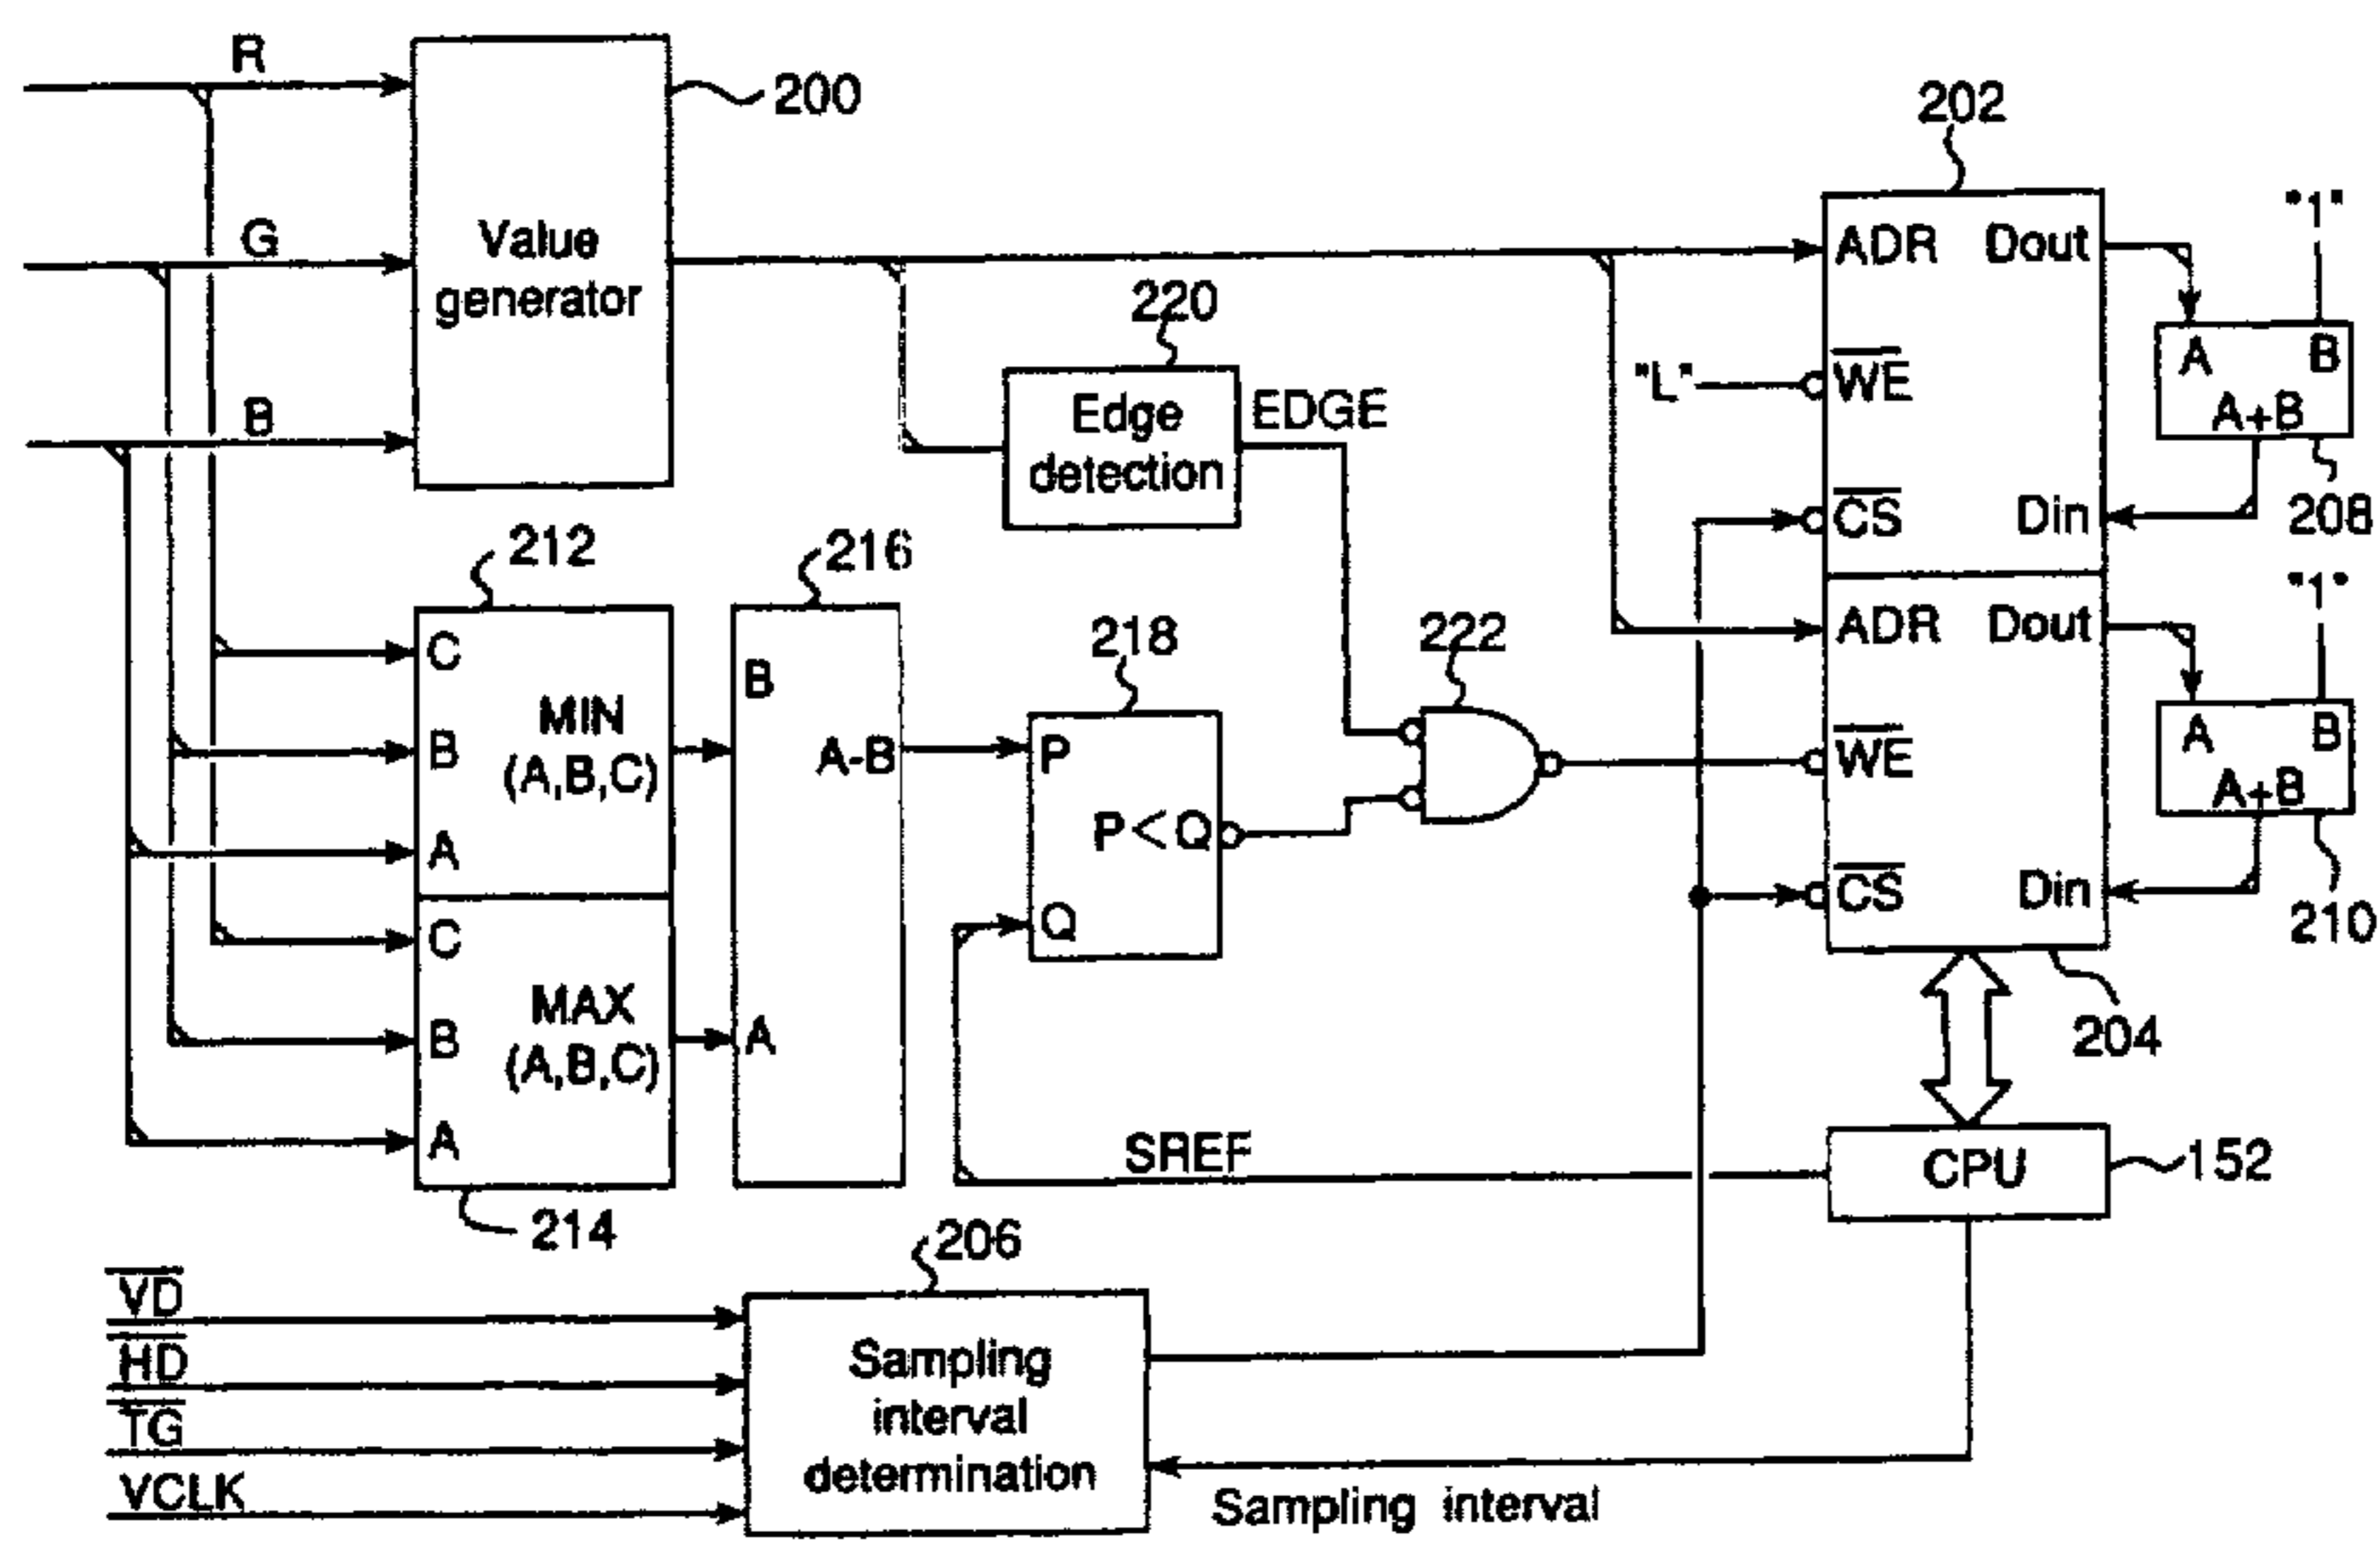 R
200
G
Value
generator
B
202
ADR Dout
"1"
220
Edge
detection
EDGE
"L"
WE
A B
A+B
CS
Din
208
212
216
C
MIN
(A,B,C)
B
A
C
MAX
(A,B,C)
B
A
214
B
A-B
A
218
P
P<Q
Q
222
ADR Dout
"1"
WE
A B
A+B
CS
Din
210
204
SREF
CPU
152
206
VD
HD
TG
VCLK
Sampling
interval
determination
Sampling interval